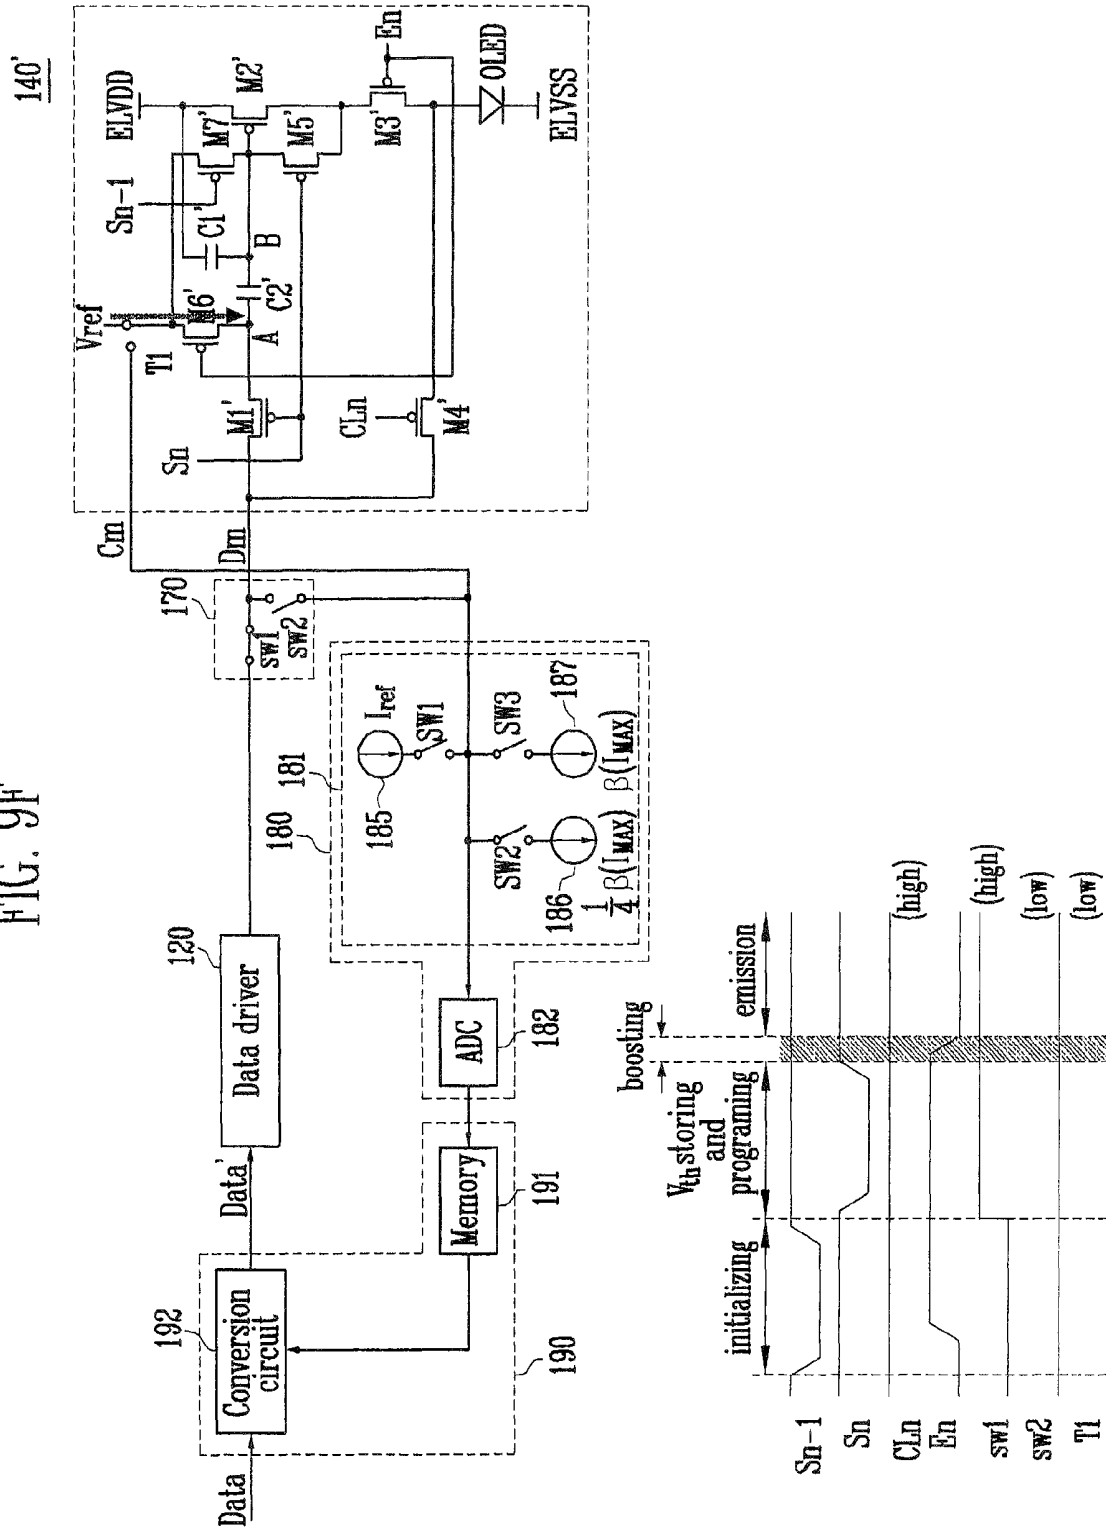 FIG. 9F
140'
ELVDD
Sn-1
M7'
M2'
C1'
Vref
M6'
T1
B
C2'
A
M5'
En
M3'
OLED
ELVSS
M1'
Sn
CLn
M4'
Cm
Dm
170
sw1
sw2
120
Data driver
Data'
192
Conversion
circuit
Data
190
Memory
191
ADC
182
180
181
Iref
185
SW1
SW3
187
β(IMAX)
SW2
186
1/4 β(IMAX)
initializing
Vth storing
and
programing
boosting
emission
Sn-1
Sn
CLn
(high)
En
sw1
(high)
sw2
(low)
T1
(low)